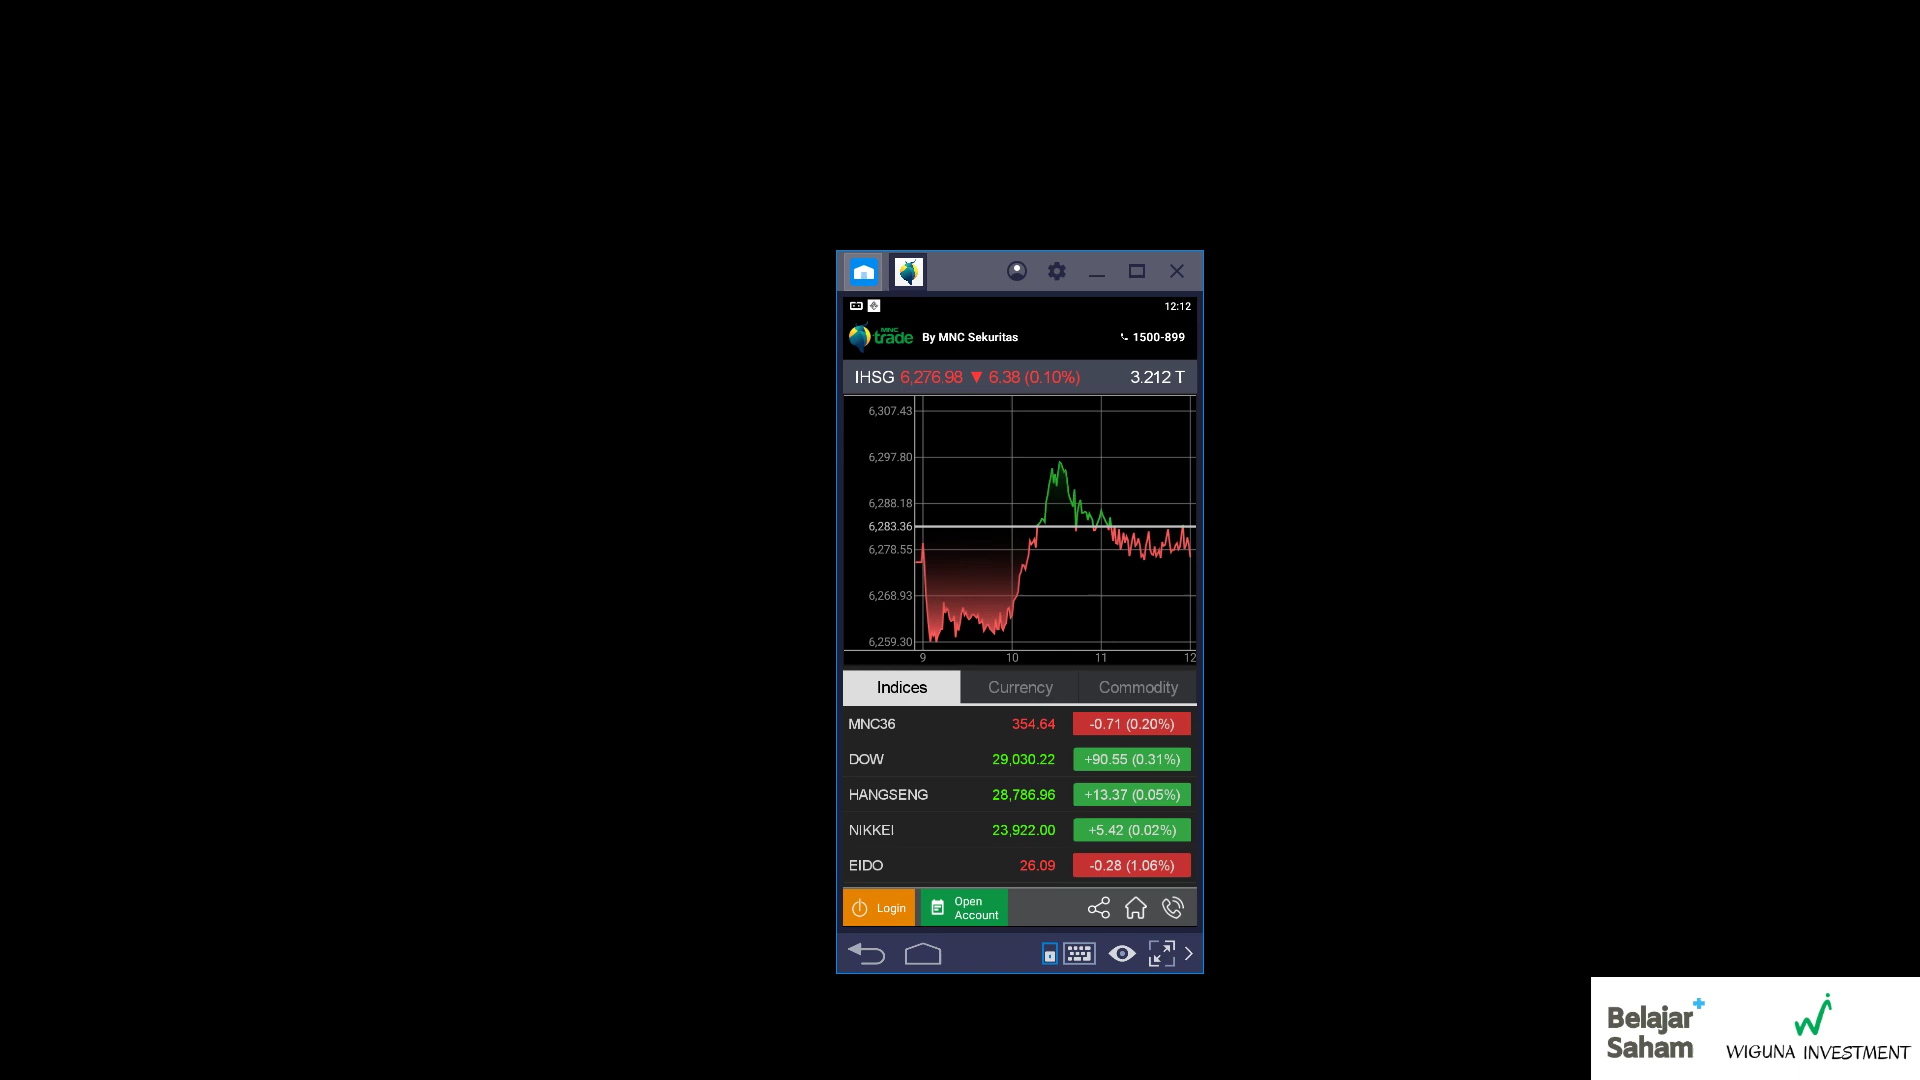 12:12
MNC
trade By MNC Sekuritas 1500-899
IHSG 6,276.98 ▼ 6.38 (0.10%) 3.212 T
6,307.43
6,297.80
6,288.18
6,283.36
6,278.55
6,268.93
6,259.30
9 10 11 12
Indices Currency Commodity
MNC36 354.64 -0.71 (0.20%)
DOW 29,030.22 +90.55 (0.31%)
HANGSENG 28,786.96 +13.37 (0.05%)
NIKKEI 23,922.00 +5.42 (0.02%)
EIDO 26.09 -0.28 (1.06%)
Login
Open
Account
Belajar+
Saham
WIGUNA INVESTMENT